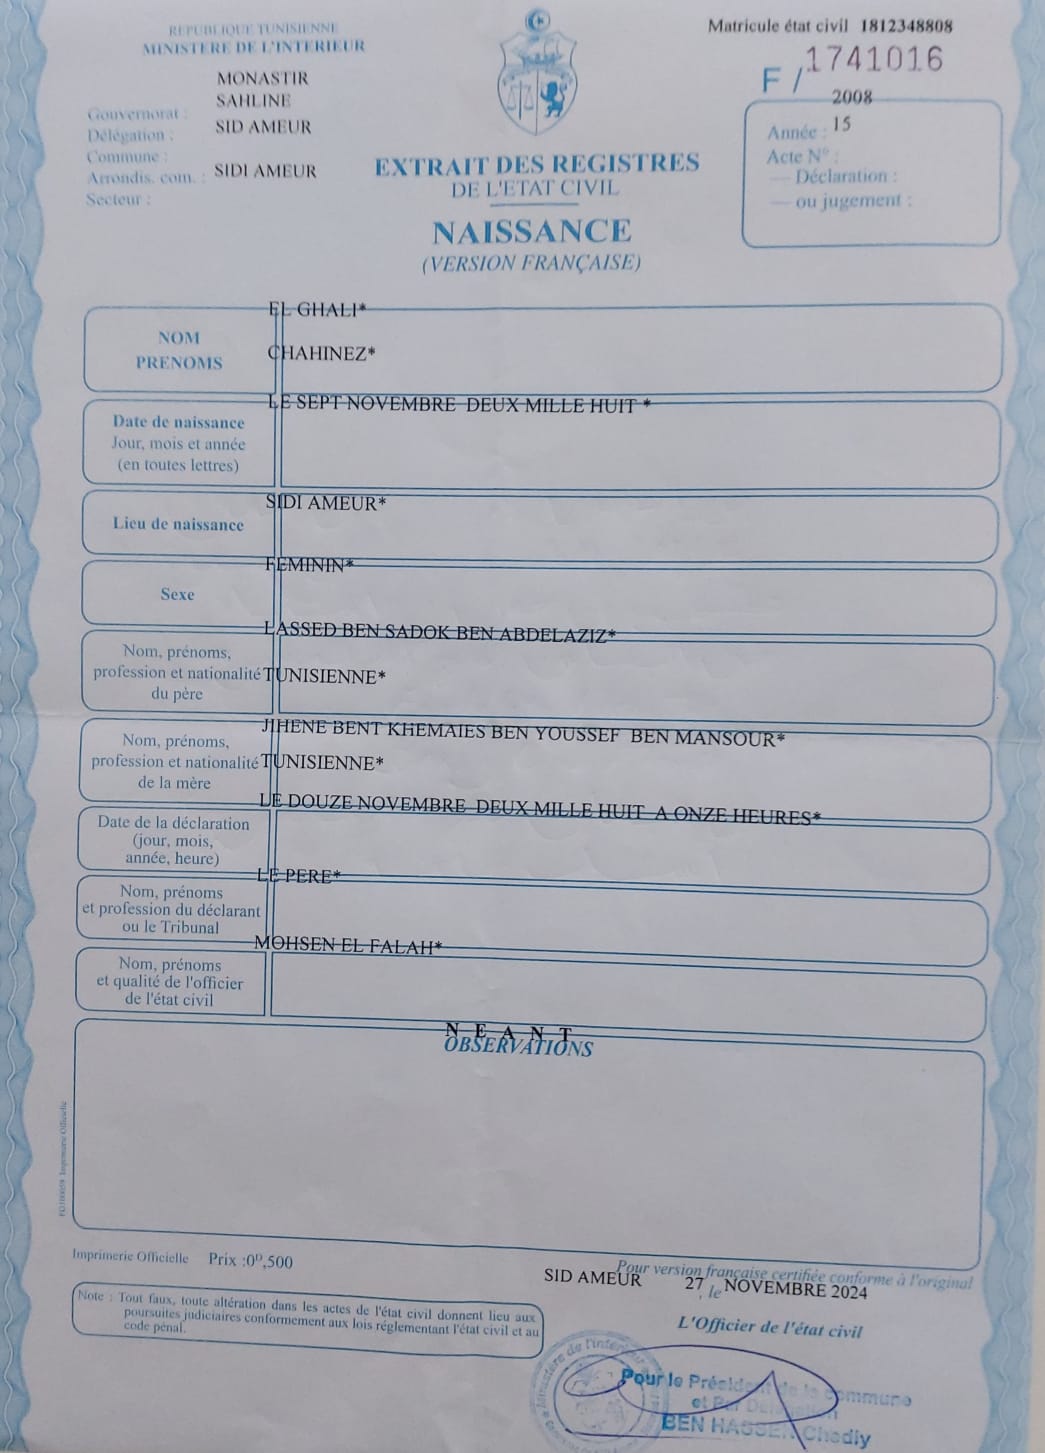 REPUBLIQUE TUNISIENNE
MINISTERE DE L'INTERIEUR
Matricule état civil 1812348808
F / 1741016
MONASTIR
SAHLINE
Gouvernorat :
Délégation : SID AMEUR
Commune :
Arrondis. com. : SIDI AMEUR
Secteur :
2008
Année : 15
Acte N° :
— Déclaration :
— ou jugement :
EXTRAIT DES REGISTRES
DE L'ETAT CIVIL
NAISSANCE
(VERSION FRANÇAISE)
EL GHALI*
NOM
PRENOMS
CHAHINEZ*
LE SEPT NOVEMBRE DEUX MILLE HUIT *
Date de naissance
Jour, mois et année
(en toutes lettres)
SIDI AMEUR*
Lieu de naissance
FEMININ*
Sexe
LASSED BEN SADOK BEN ABDELAZIZ*
Nom, prénoms,
profession et nationalité TUNISIENNE*
du père
JIHENE BENT KHEMAIES BEN YOUSSEF BEN MANSOUR*
Nom, prénoms,
profession et nationalité TUNISIENNE*
de la mère
LE DOUZE NOVEMBRE DEUX MILLE HUIT A ONZE HEURES*
Date de la déclaration
(jour, mois,
année, heure)
LE PERE*
Nom, prénoms
et profession du déclarant
ou le Tribunal
MOHSEN EL FALAH*
Nom, prénoms
et qualité de l'officier
de l'état civil
N E A N T
OBSERVATIONS
Imprimerie Officielle
Imprimerie Officielle Prix :0ᴰ,500
Pour version française certifiée conforme à l'original
SID AMEUR 27, le NOVEMBRE 2024
Note : Tout faux, toute altération dans les actes de l'état civil donnent lieu aux
poursuites judiciaires conformement aux lois réglementant l'état civil et au
code pénal.
L'Officier de l'état civil
Pour le Président de la commune
et Par Délégation
BEN HASSEN Chedly